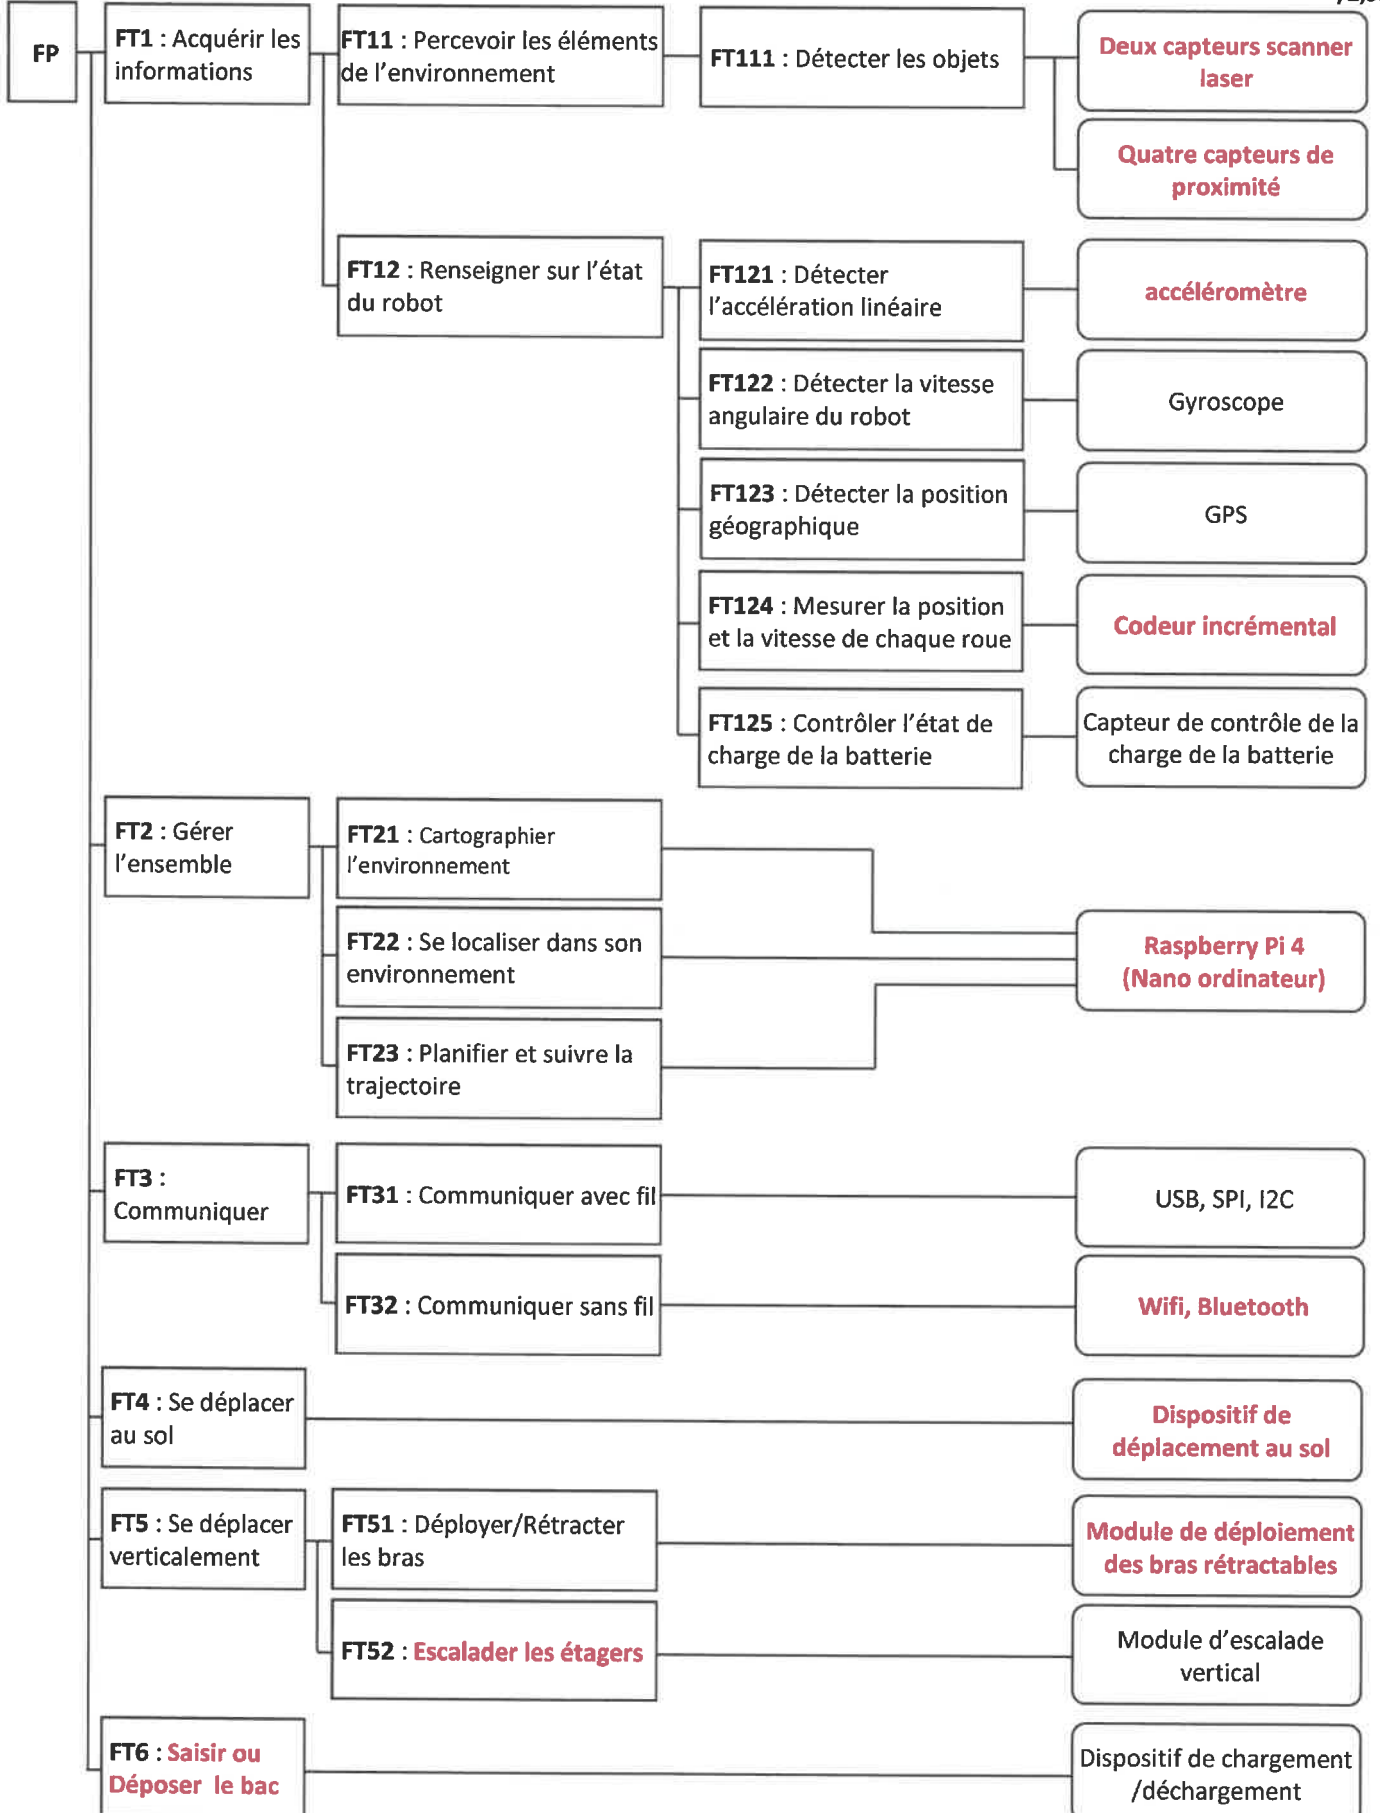 FP
FT1 : Acquérir les
informations
FT11 : Percevoir les éléments
de l'environnement
FT111 : Détecter les objets
Deux capteurs scanner
laser
Quatre capteurs de
proximité
FT12 : Renseigner sur l'état
du robot
FT121 : Détecter
l'accélération linéaire
accéléromètre
FT122 : Détecter la vitesse
angulaire du robot
Gyroscope
FT123 : Détecter la position
géographique
GPS
FT124 : Mesurer la position
et la vitesse de chaque roue
Codeur incrémental
FT125 : Contrôler l'état de
charge de la batterie
Capteur de contrôle de la
charge de la batterie
FT2 : Gérer
l'ensemble
FT21 : Cartographier
l'environnement
FT22 : Se localiser dans son
environnement
FT23 : Planifier et suivre la
trajectoire
Raspberry Pi 4
(Nano ordinateur)
FT3 :
Communiquer
FT31 : Communiquer avec fil
USB, SPI, I2C
FT32 : Communiquer sans fil
Wifi, Bluetooth
FT4 : Se déplacer
au sol
Dispositif de
déplacement au sol
FT5 : Se déplacer
verticalement
FT51 : Déployer/Rétracter
les bras
Module de déploiement
des bras rétractables
FT52 : Escalader les étagers
Module d'escalade
vertical
FT6 : Saisir ou
Déposer le bac
Dispositif de chargement
/déchargement